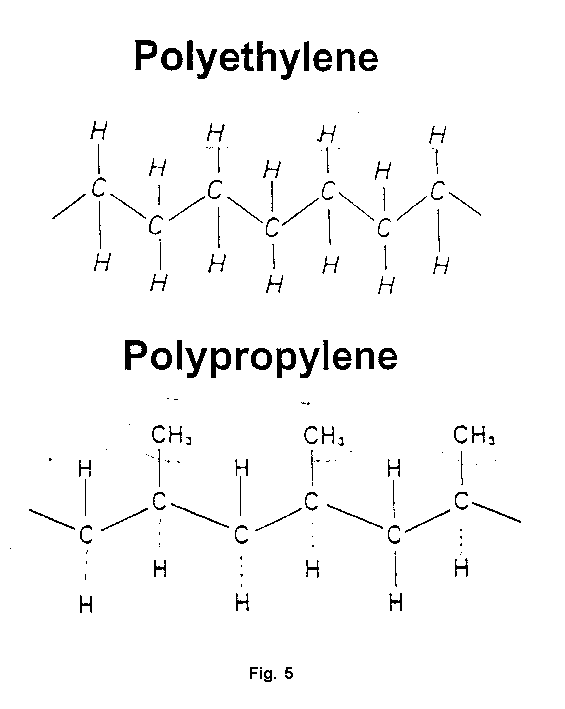 Polyethylene
H H H H
H H H
C C C C
C C C
H H H H
H H H
Polypropylene
CH₃ CH₃ CH₃
H H H
C C C
C C C
H H H
H H H
Fig. 5